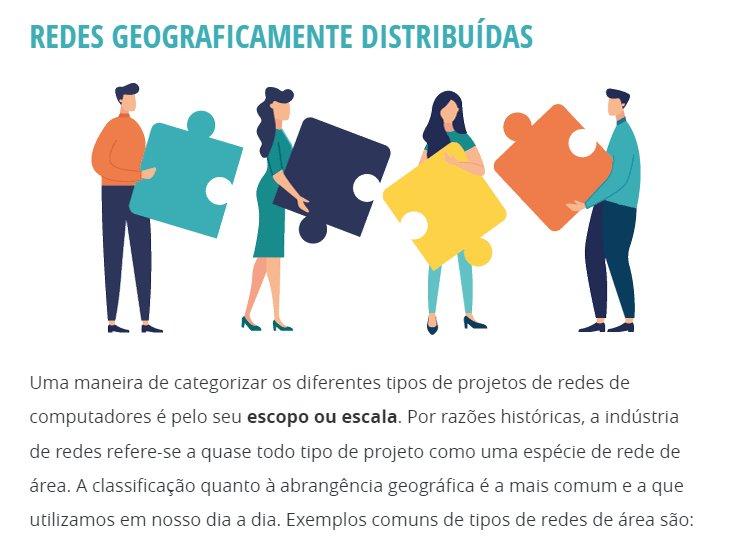 REDES GEOGRAFICAMENTE DISTRIBUÍDAS
Uma maneira de categorizar os diferentes tipos de projetos de redes de
computadores é pelo seu escopo ou escala. Por razões históricas, a indústria
de redes refere-se a quase todo tipo de projeto como uma espécie de rede de
área. A classificação quanto à abrangência geográfica é a mais comum e a que
utilizamos em nosso dia a dia. Exemplos comuns de tipos de redes de área são: